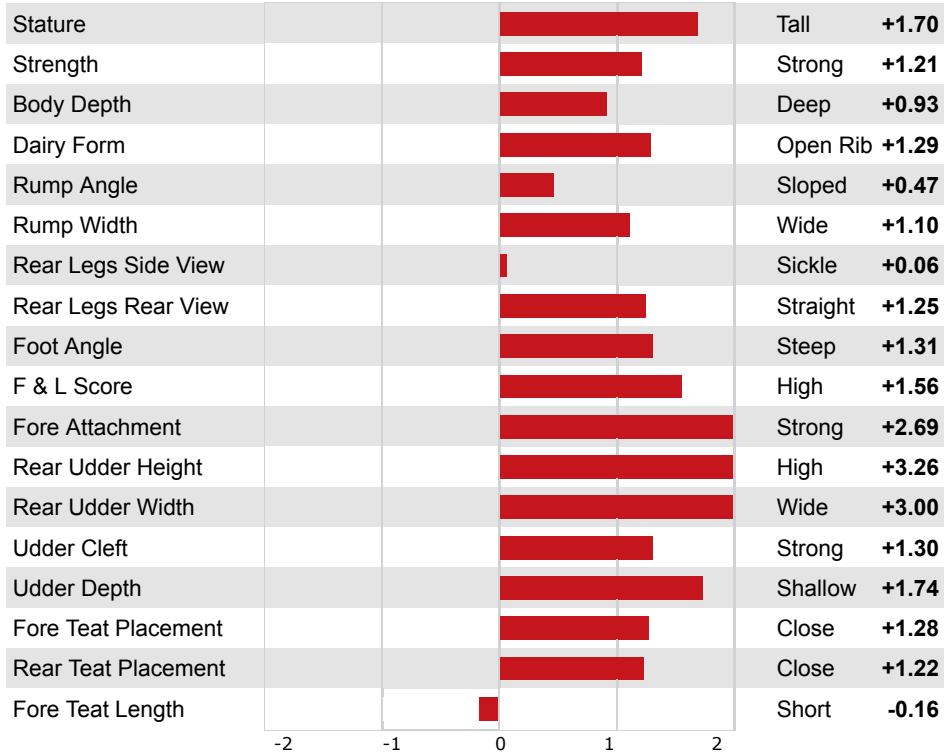 Stature Tall +1.70
Strength Strong +1.21
Body Depth Deep +0.93
Dairy Form Open Rib +1.29
Rump Angle Sloped +0.47
Rump Width Wide +1.10
Rear Legs Side View Sickle +0.06
Rear Legs Rear View Straight +1.25
Foot Angle Steep +1.31
F & L Score High +1.56
Fore Attachment Strong +2.69
Rear Udder Height High +3.26
Rear Udder Width Wide +3.00
Udder Cleft Strong +1.30
Udder Depth Shallow +1.74
Fore Teat Placement Close +1.28
Rear Teat Placement Close +1.22
Fore Teat Length Short -0.16
-2 -1 0 1 2